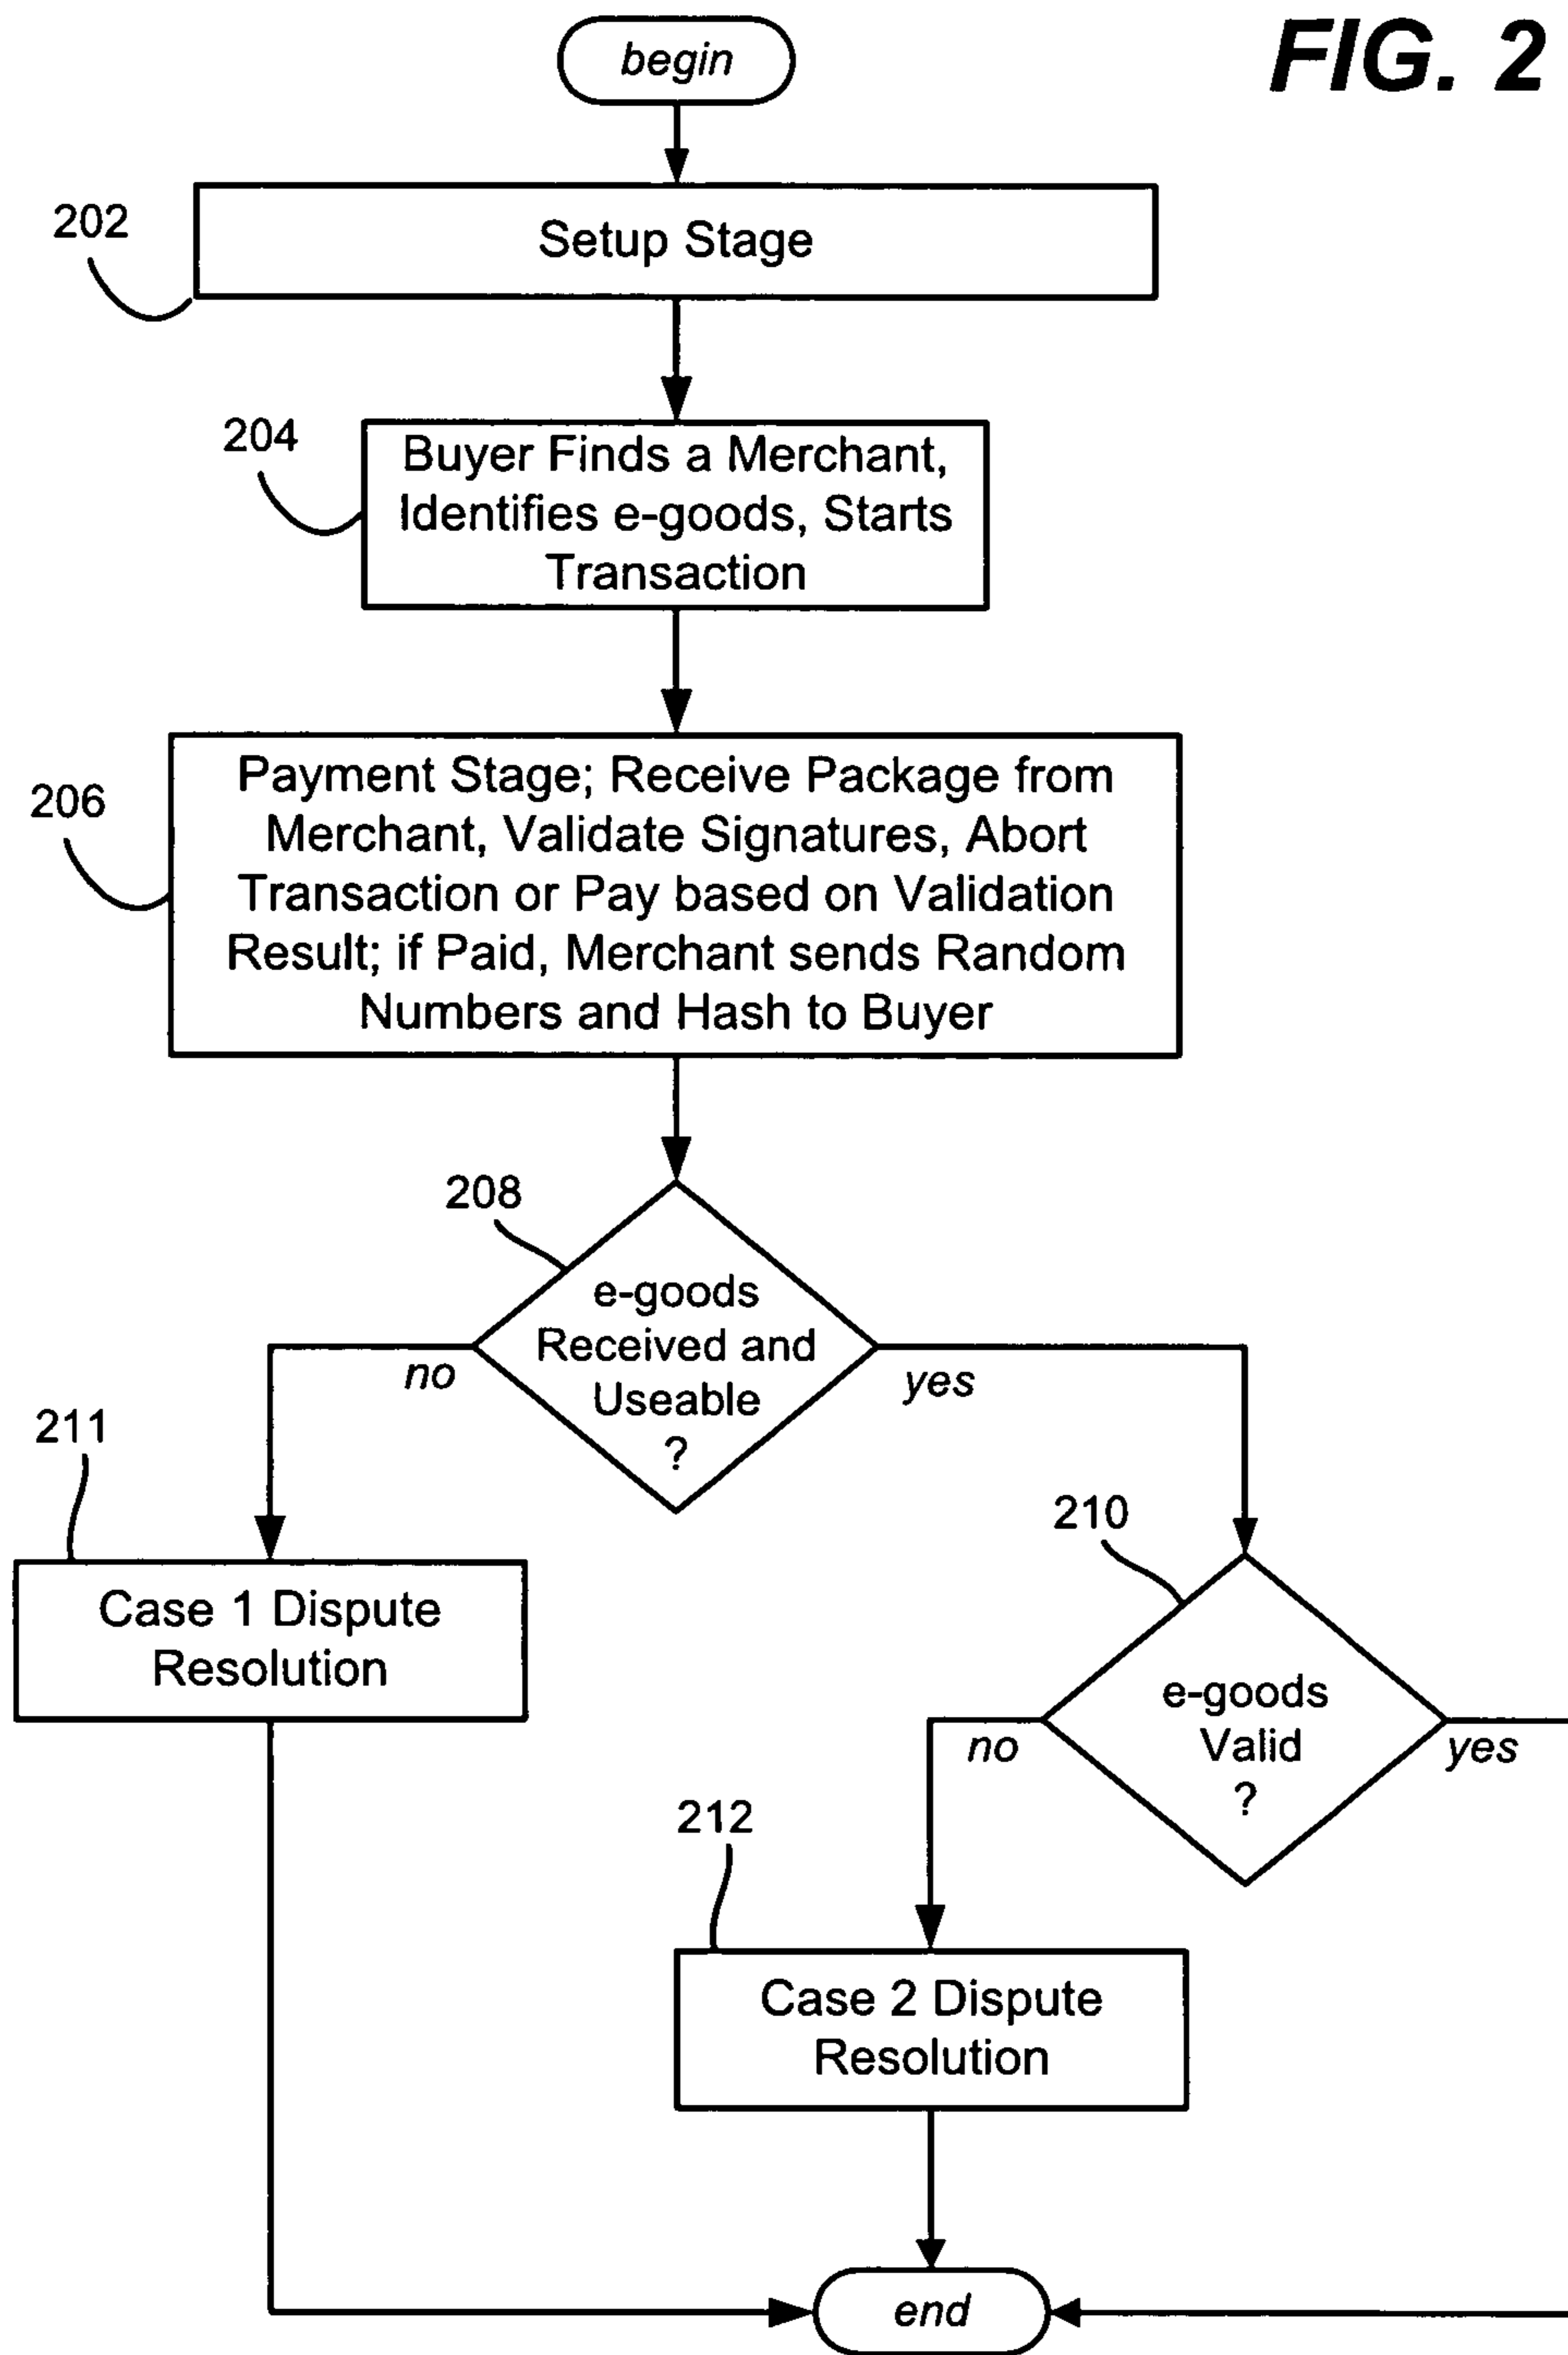 FIG. 2
begin
202
Setup Stage
204
Buyer Finds a Merchant,
Identifies e-goods, Starts
Transaction
206
Payment Stage; Receive Package from
Merchant, Validate Signatures, Abort
Transaction or Pay based on Validation
Result; if Paid, Merchant sends Random
Numbers and Hash to Buyer
208
e-goods
Received and
Useable
?
no
yes
211
Case 1 Dispute
Resolution
210
e-goods
Valid
?
no
yes
212
Case 2 Dispute
Resolution
end